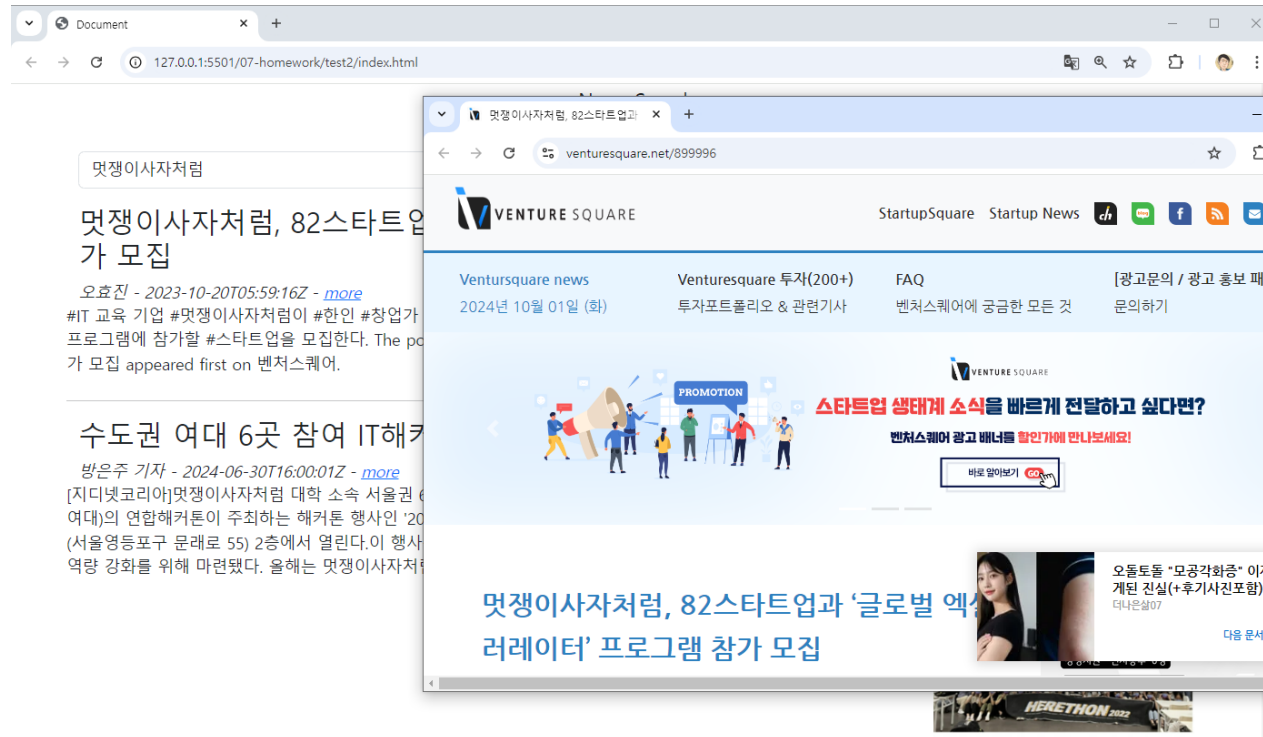 Document
127.0.0.1:5501/07-homework/test2/index.html
멋쟁이사자처럼
멋쟁이사자처럼, 82스타트업
가 모집
오효진 - 2023-10-20T05:59:16Z - more
#IT 교육 기업 #멋쟁이사자처럼이 #한인 #창업가
프로그램에 참가할 #스타트업을 모집한다. The po
가 모집 appeared first on 벤처스퀘어.
수도권 여대 6곳 참여 IT해커
방은주 기자 - 2024-06-30T16:00:01Z - more
[지디넷코리아]멋쟁이사자처럼 대학 소속 서울권 6
여대)의 연합해커톤이 주최하는 해커톤 행사인 '20
(서울영등포구 문래로 55) 2층에서 열린다.이 행사
역량 강화를 위해 마련됐다. 올해는 멋쟁이사자처럼
멋쟁이사자처럼, 82스타트업과
venturesquare.net/899996
VENTURE SQUARE
StartupSquare Startup News
Ventursquare news
2024년 10월 01일 (화)
Venturesquare 투자(200+)
투자포트폴리오 & 관련기사
FAQ
벤처스퀘어에 궁금한 모든 것
[광고문의 / 광고 홍보 패
문의하기
PROMOTION
VENTURE SQUARE
스타트업 생태계 소식을 빠르게 전달하고 싶다면?
벤처스퀘어 광고 배너를 할인가에 만나보세요!
바로 알아보기 GO
멋쟁이사자처럼, 82스타트업과 ‘글로벌 엑셀
러레이터’ 프로그램 참가 모집
오돌토돌 "모공각화증" 이제
게된 진실(+후기사진포함)
더나은삶07
다음 문서
HERETHON 2022